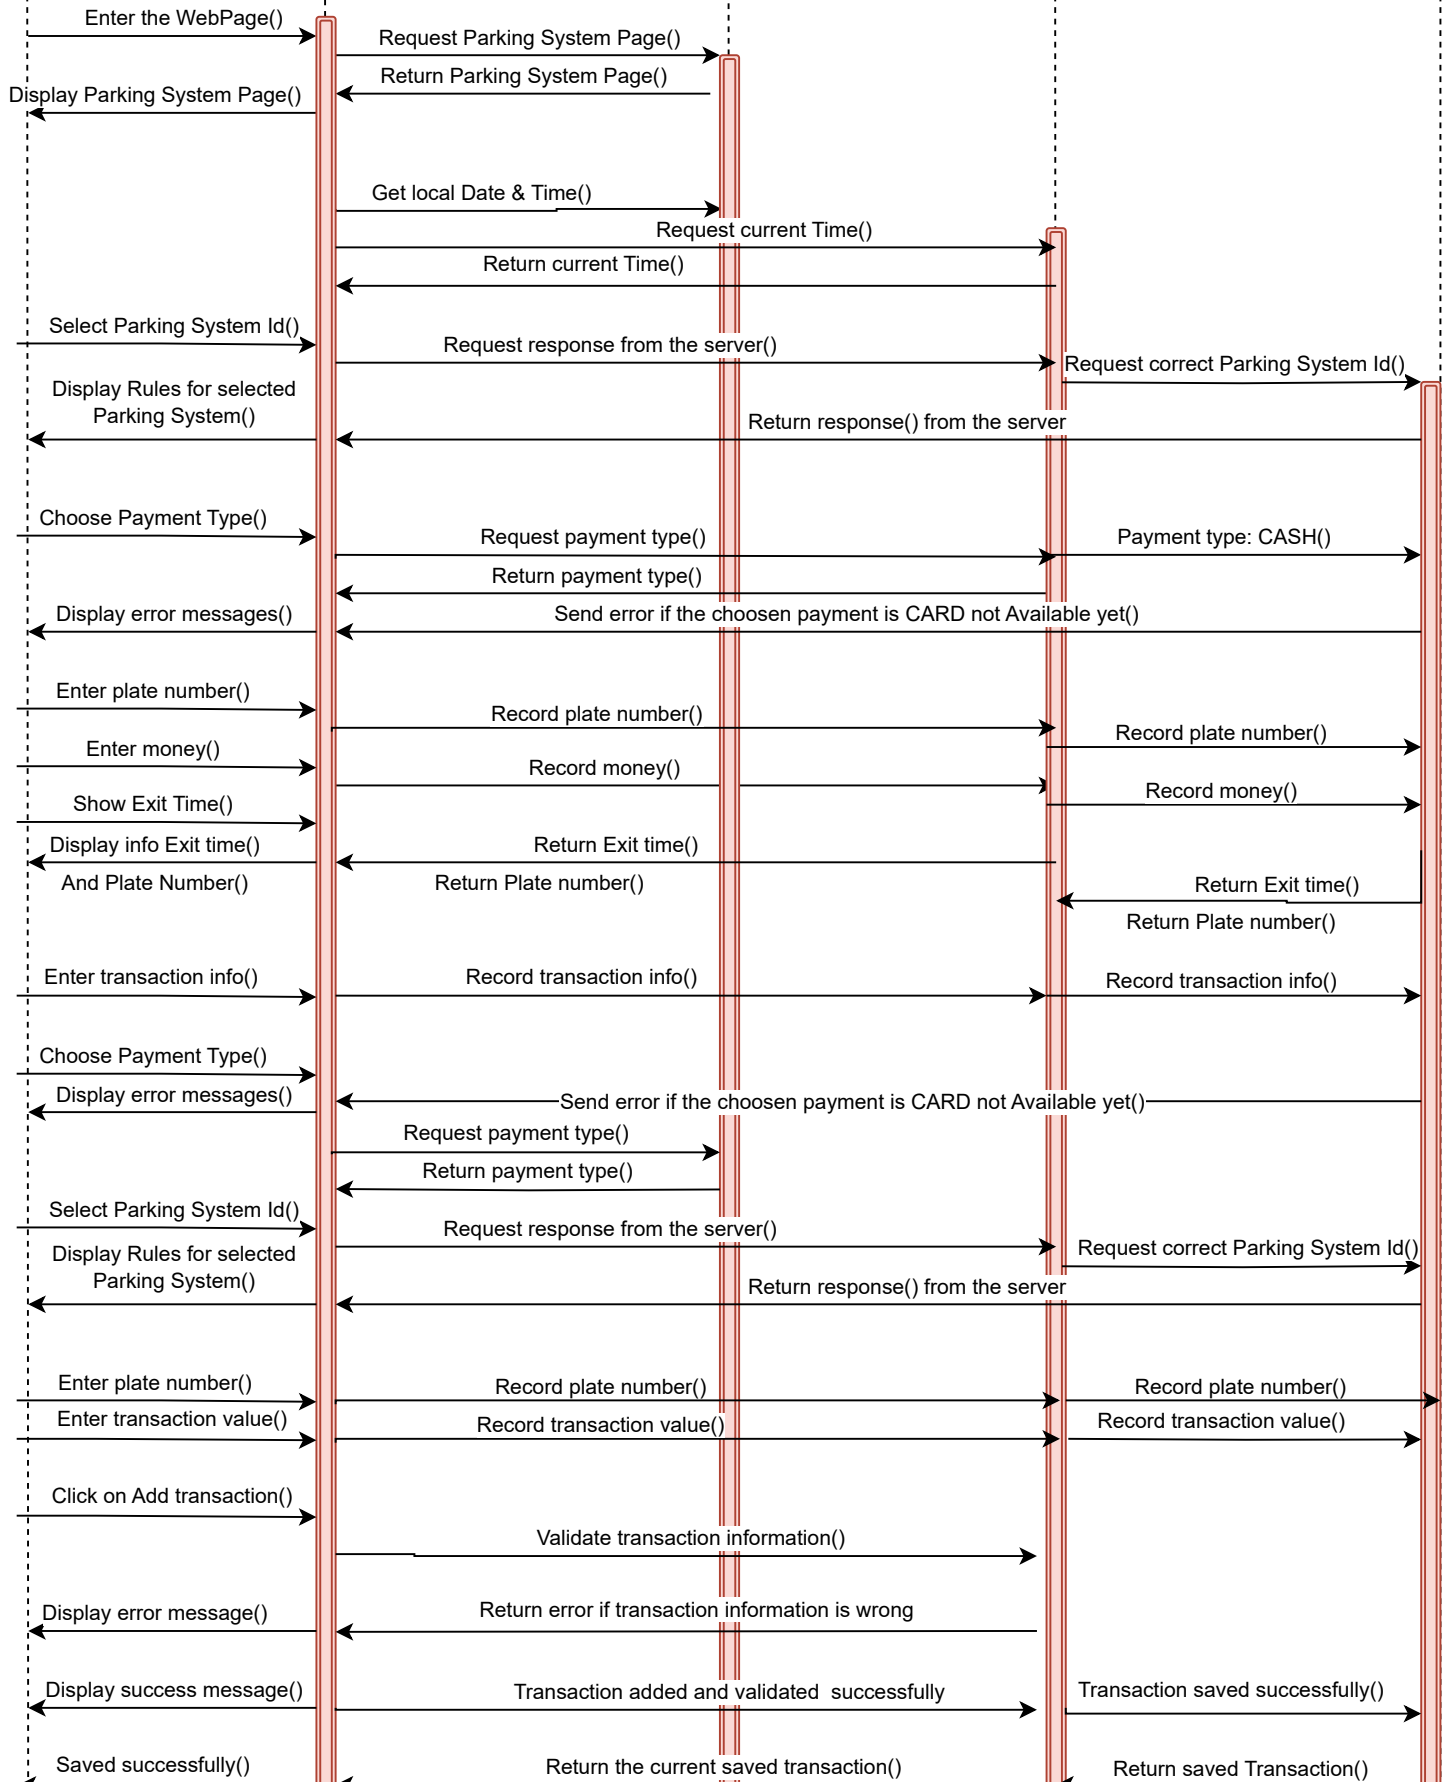 Enter the WebPage()
Request Parking System Page()
Return Parking System Page()
Display Parking System Page()
Get local Date & Time()
Request current Time()
Return current Time()
Select Parking System Id()
Request response from the server()
Request correct Parking System Id()
Display Rules for selected
Parking System()
Return response() from the server
Choose Payment Type()
Request payment type()
Payment type: CASH()
Return payment type()
Display error messages()
Send error if the choosen payment is CARD not Available yet()
Enter plate number()
Record plate number()
Record plate number()
Enter money()
Record money()
Record money()
Show Exit Time()
Display info Exit time()
Return Exit time()
And Plate Number()
Return Plate number()
Return Exit time()
Return Plate number()
Enter transaction info()
Record transaction info()
Record transaction info()
Choose Payment Type()
Display error messages()
Send error if the choosen payment is CARD not Available yet()
Request payment type()
Return payment type()
Select Parking System Id()
Request response from the server()
Request correct Parking System Id()
Display Rules for selected
Parking System()
Return response() from the server
Enter plate number()
Record plate number()
Record plate number()
Enter transaction value()
Record transaction value()
Record transaction value()
Click on Add transaction()
Validate transaction information()
Display error message()
Return error if transaction information is wrong
Display success message()
Transaction added and validated  successfully
Transaction saved successfully()
Saved successfully()
Return the current saved transaction()
Return saved Transaction()